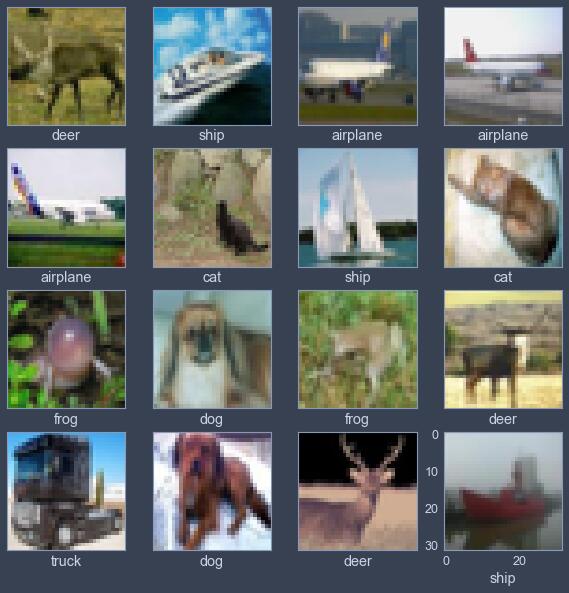 deer ship airplane airplane
airplane cat ship cat
frog dog frog deer
truck dog deer
0
10
20
30
0 20
ship